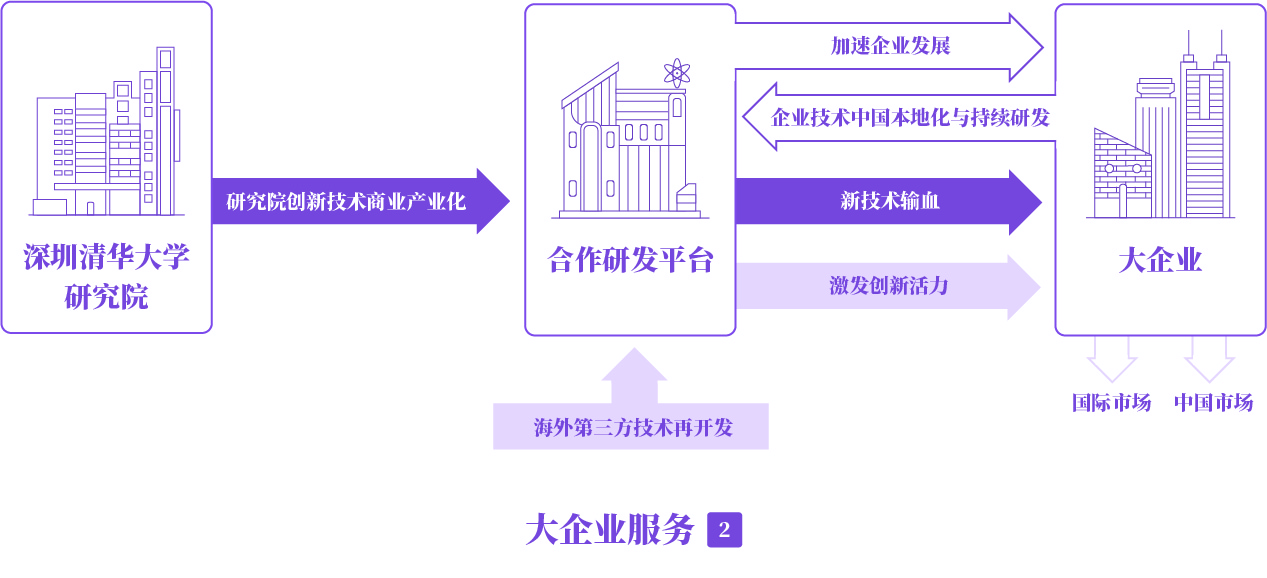 深圳清华大学
研究院
研究院创新技术商业产业化
合作研发平台
加速企业发展
企业技术中国本地化与持续研发
新技术输血
激发创新活力
大企业
国际市场
中国市场
海外第三方技术再开发
大企业服务 2